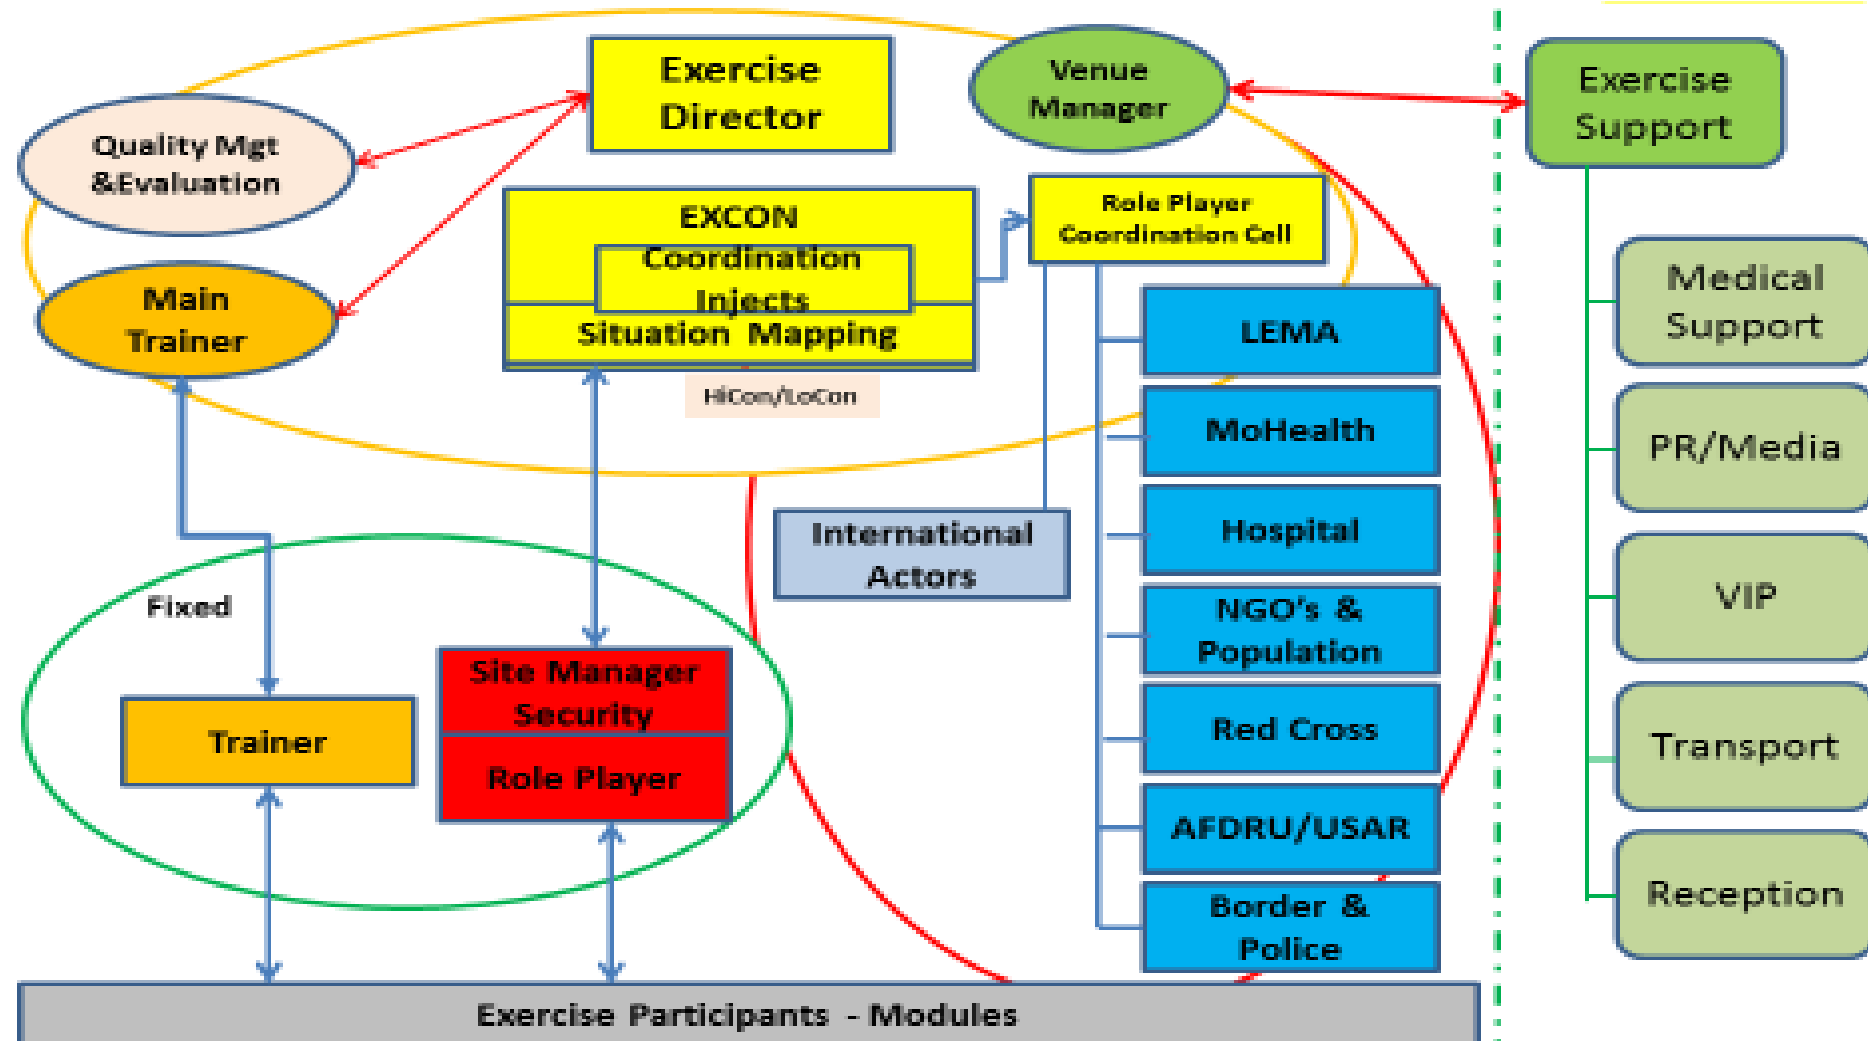 Exercise
Director
Venue
Manager
Exercise
Support
Quality Mgt
&Evaluation
EXCON
Coordination
Injects
Situation Mapping
HiCon/LoCon
Role Player
Coordination Cell
Main
Trainer
LEMA
MoHealth
Hospital
NGO's &
Population
Red Cross
AFDRU/USAR
Border &
Police
International
Actors
Fixed
Trainer
Site Manager
Security
Role Player
Medical
Support
PR/Media
VIP
Transport
Reception
Exercise Participants - Modules